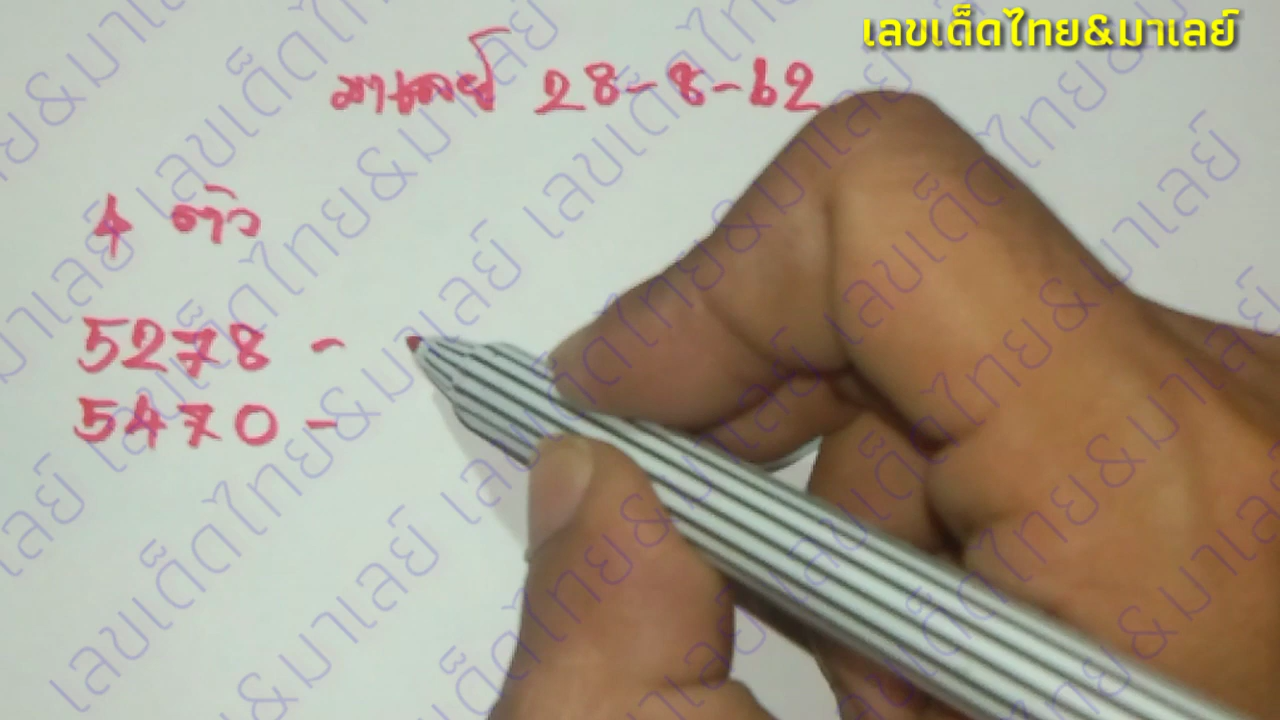 เลขเด็ดไทย&มาเลย์
มาเลย์ 28-8-62
4 ตัว
5278 -
5470 -